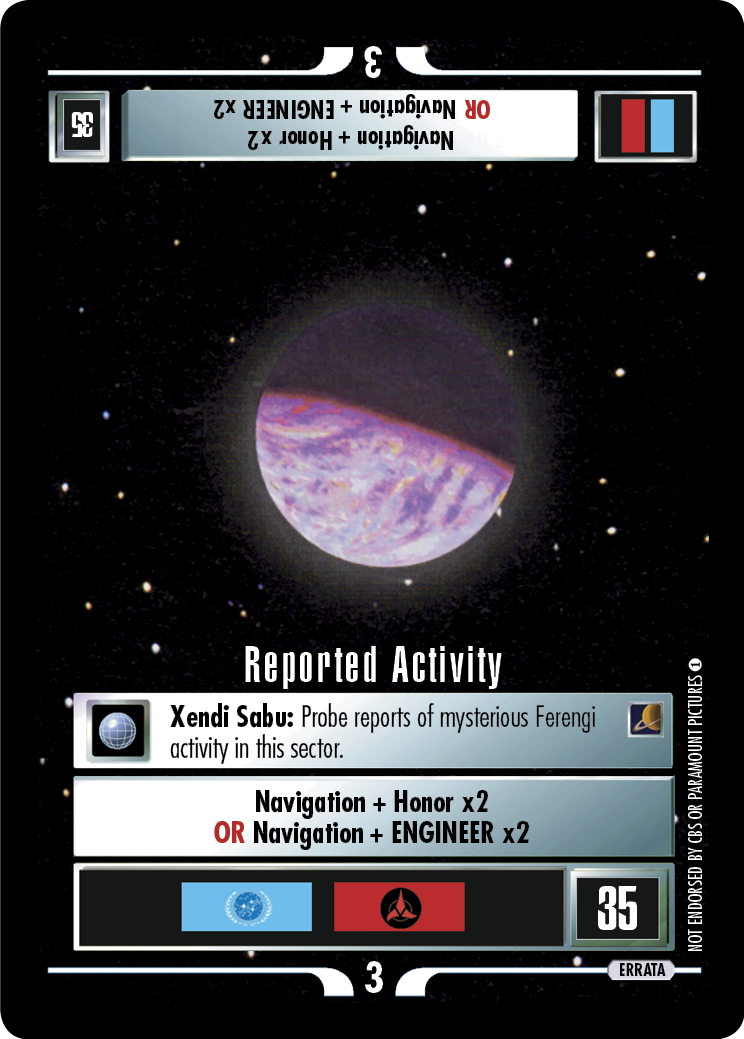 3
OR Navigation + ENGINEER x2
Navigation + Honor x2
35
Reported Activity
Xendi Sabu: Probe reports of mysterious Ferengi
activity in this sector.
Navigation + Honor x2
OR Navigation + ENGINEER x2
35
3
ERRATA
NOT ENDORSED BY CBS OR PARAMOUNT PICTURES 1